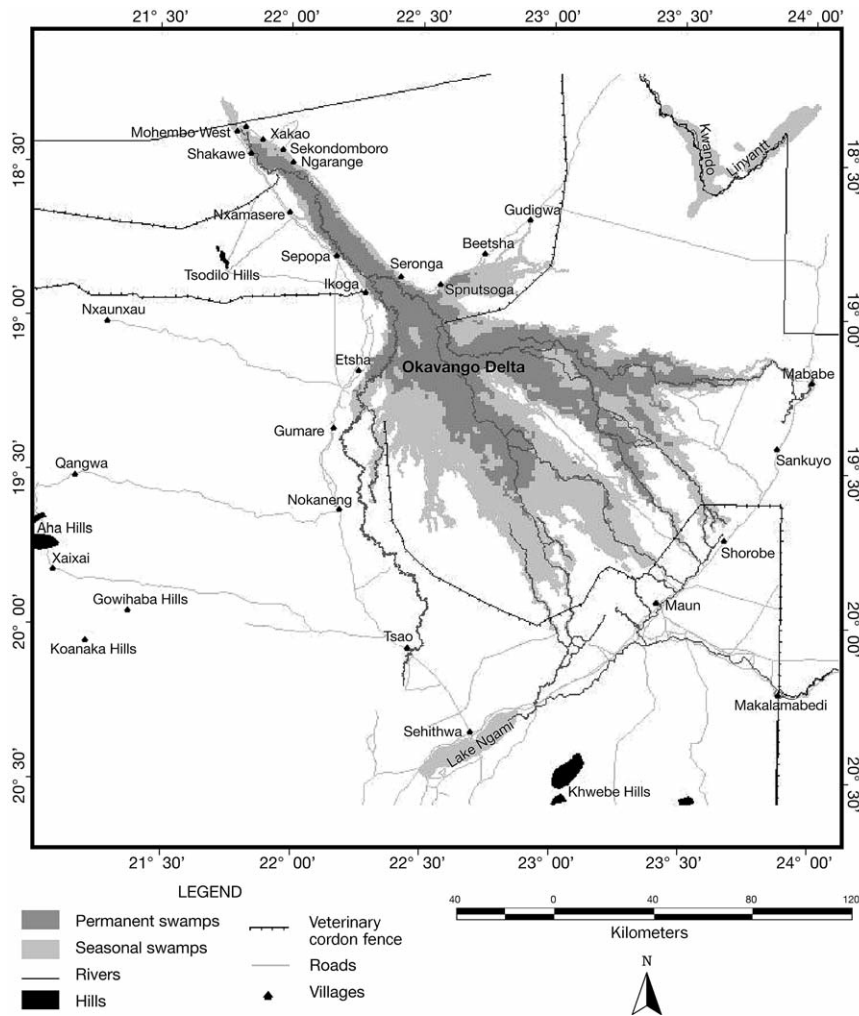 21° 30' 22° 00' 22° 30' 23° 00' 23° 30' 24° 00'
18° 30'
19° 00'
19° 30'
20° 00'
20° 30'
18° 30'
19° 00'
19° 30'
20° 00'
20° 30'
Mohembo West
Xakao
Shakawe
Sekondomboro
Ngarange
Kwando
Linyantt
Nxamasere
Gudigwa
Sepopa
Beetsha
Seronga
Tsodilo Hills
Ikoga
Spnutsoga
Nxaunxau
Etsha
Okavango Delta
Mababe
Gumare
Qangwa
Sankuyo
Nokaneng
Aha Hills
Shorobe
Xaixai
Gowihaba Hills
Maun
Koanaka Hills
Tsao
Makalamabedi
Sehithwa
Lake Ngami
Khwebe Hills
21° 30' 22° 00' 22° 30' 23° 00' 23° 30' 24° 00'
LEGEND
Permanent swamps
Seasonal swamps
Rivers
Hills
Veterinary
cordon fence
Roads
Villages
40 0 40 80 120
Kilometers
N